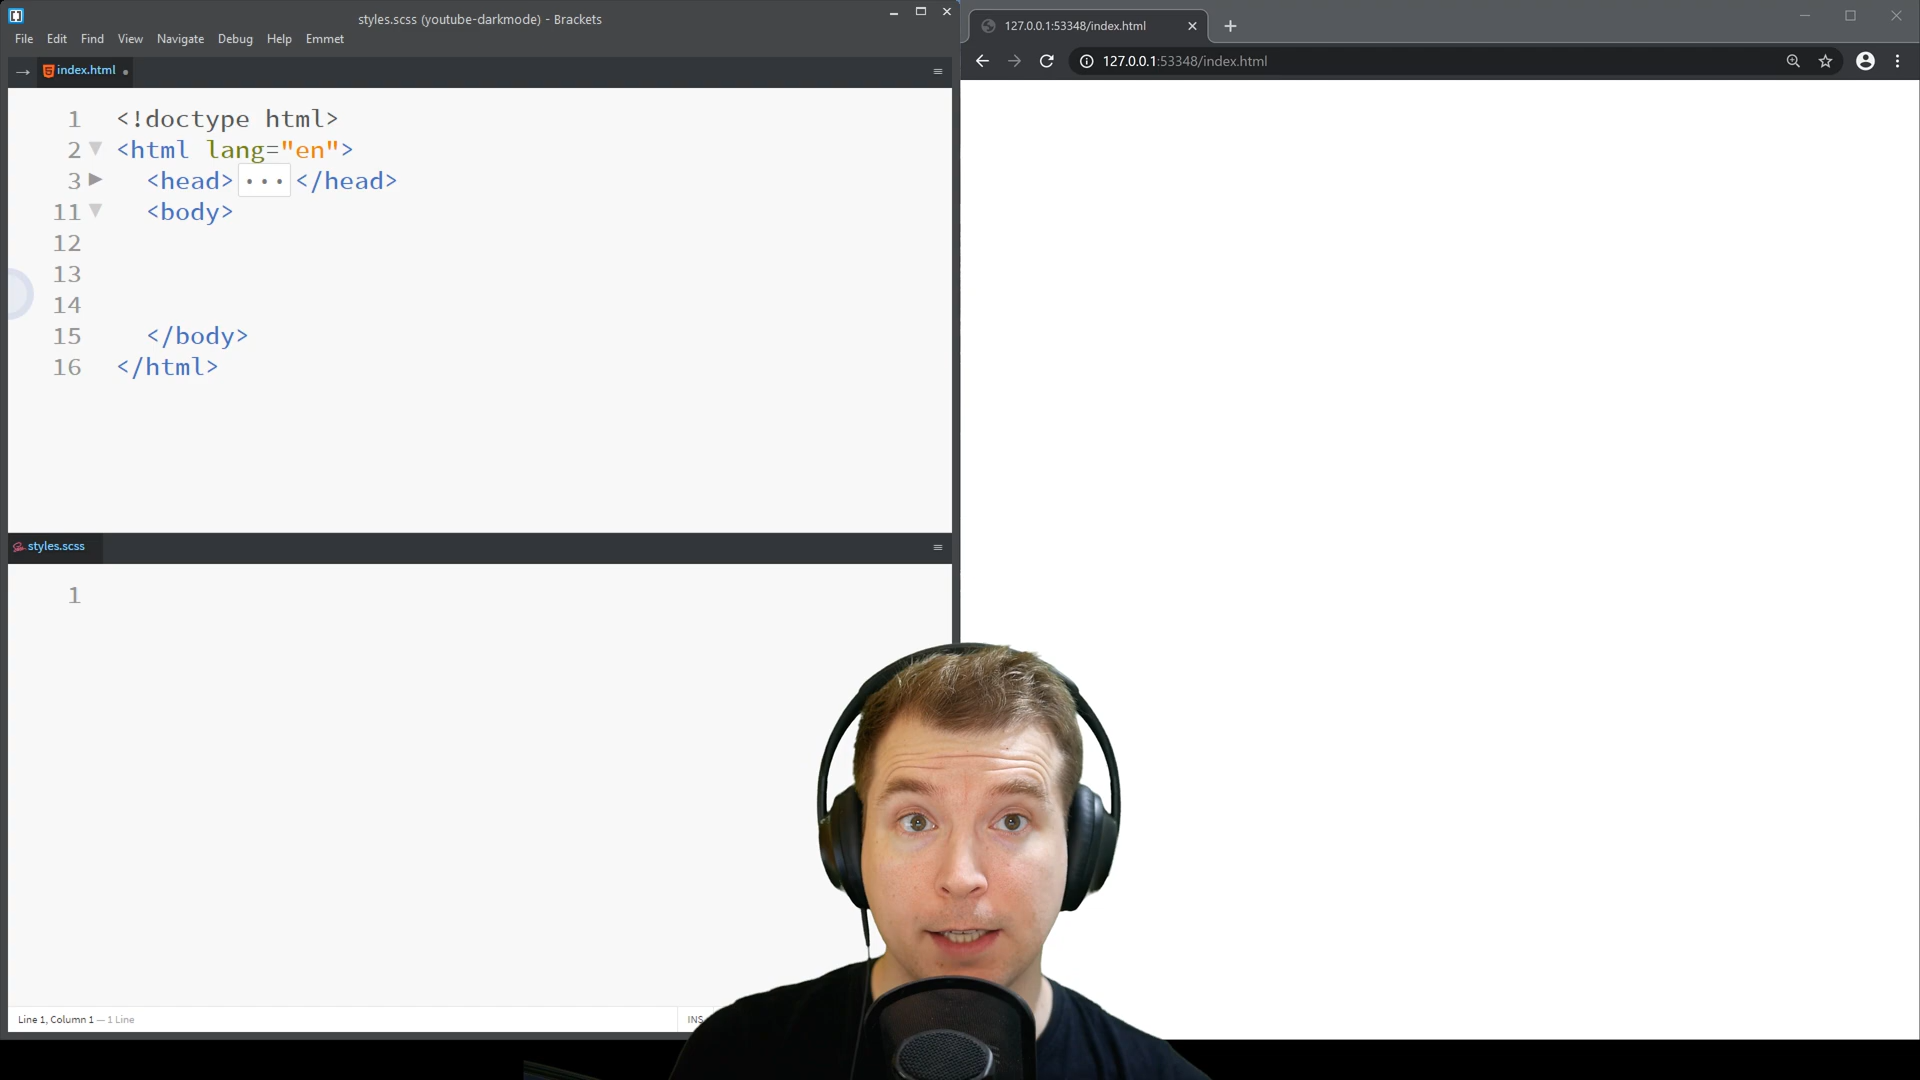 styles.scss (youtube-darkmode) - Brackets
File Edit Find View Navigate Debug Help Emmet
index.html
1 <!doctype html>
2 <html lang="en">
3 <head>...</head>
11 <body>
12
13
14
15 </body>
16 </html>
styles.scss
1
Line 1, Column 1 — 1 Line
INS
127.0.0.1:53348/index.html
127.0.0.1:53348/index.html